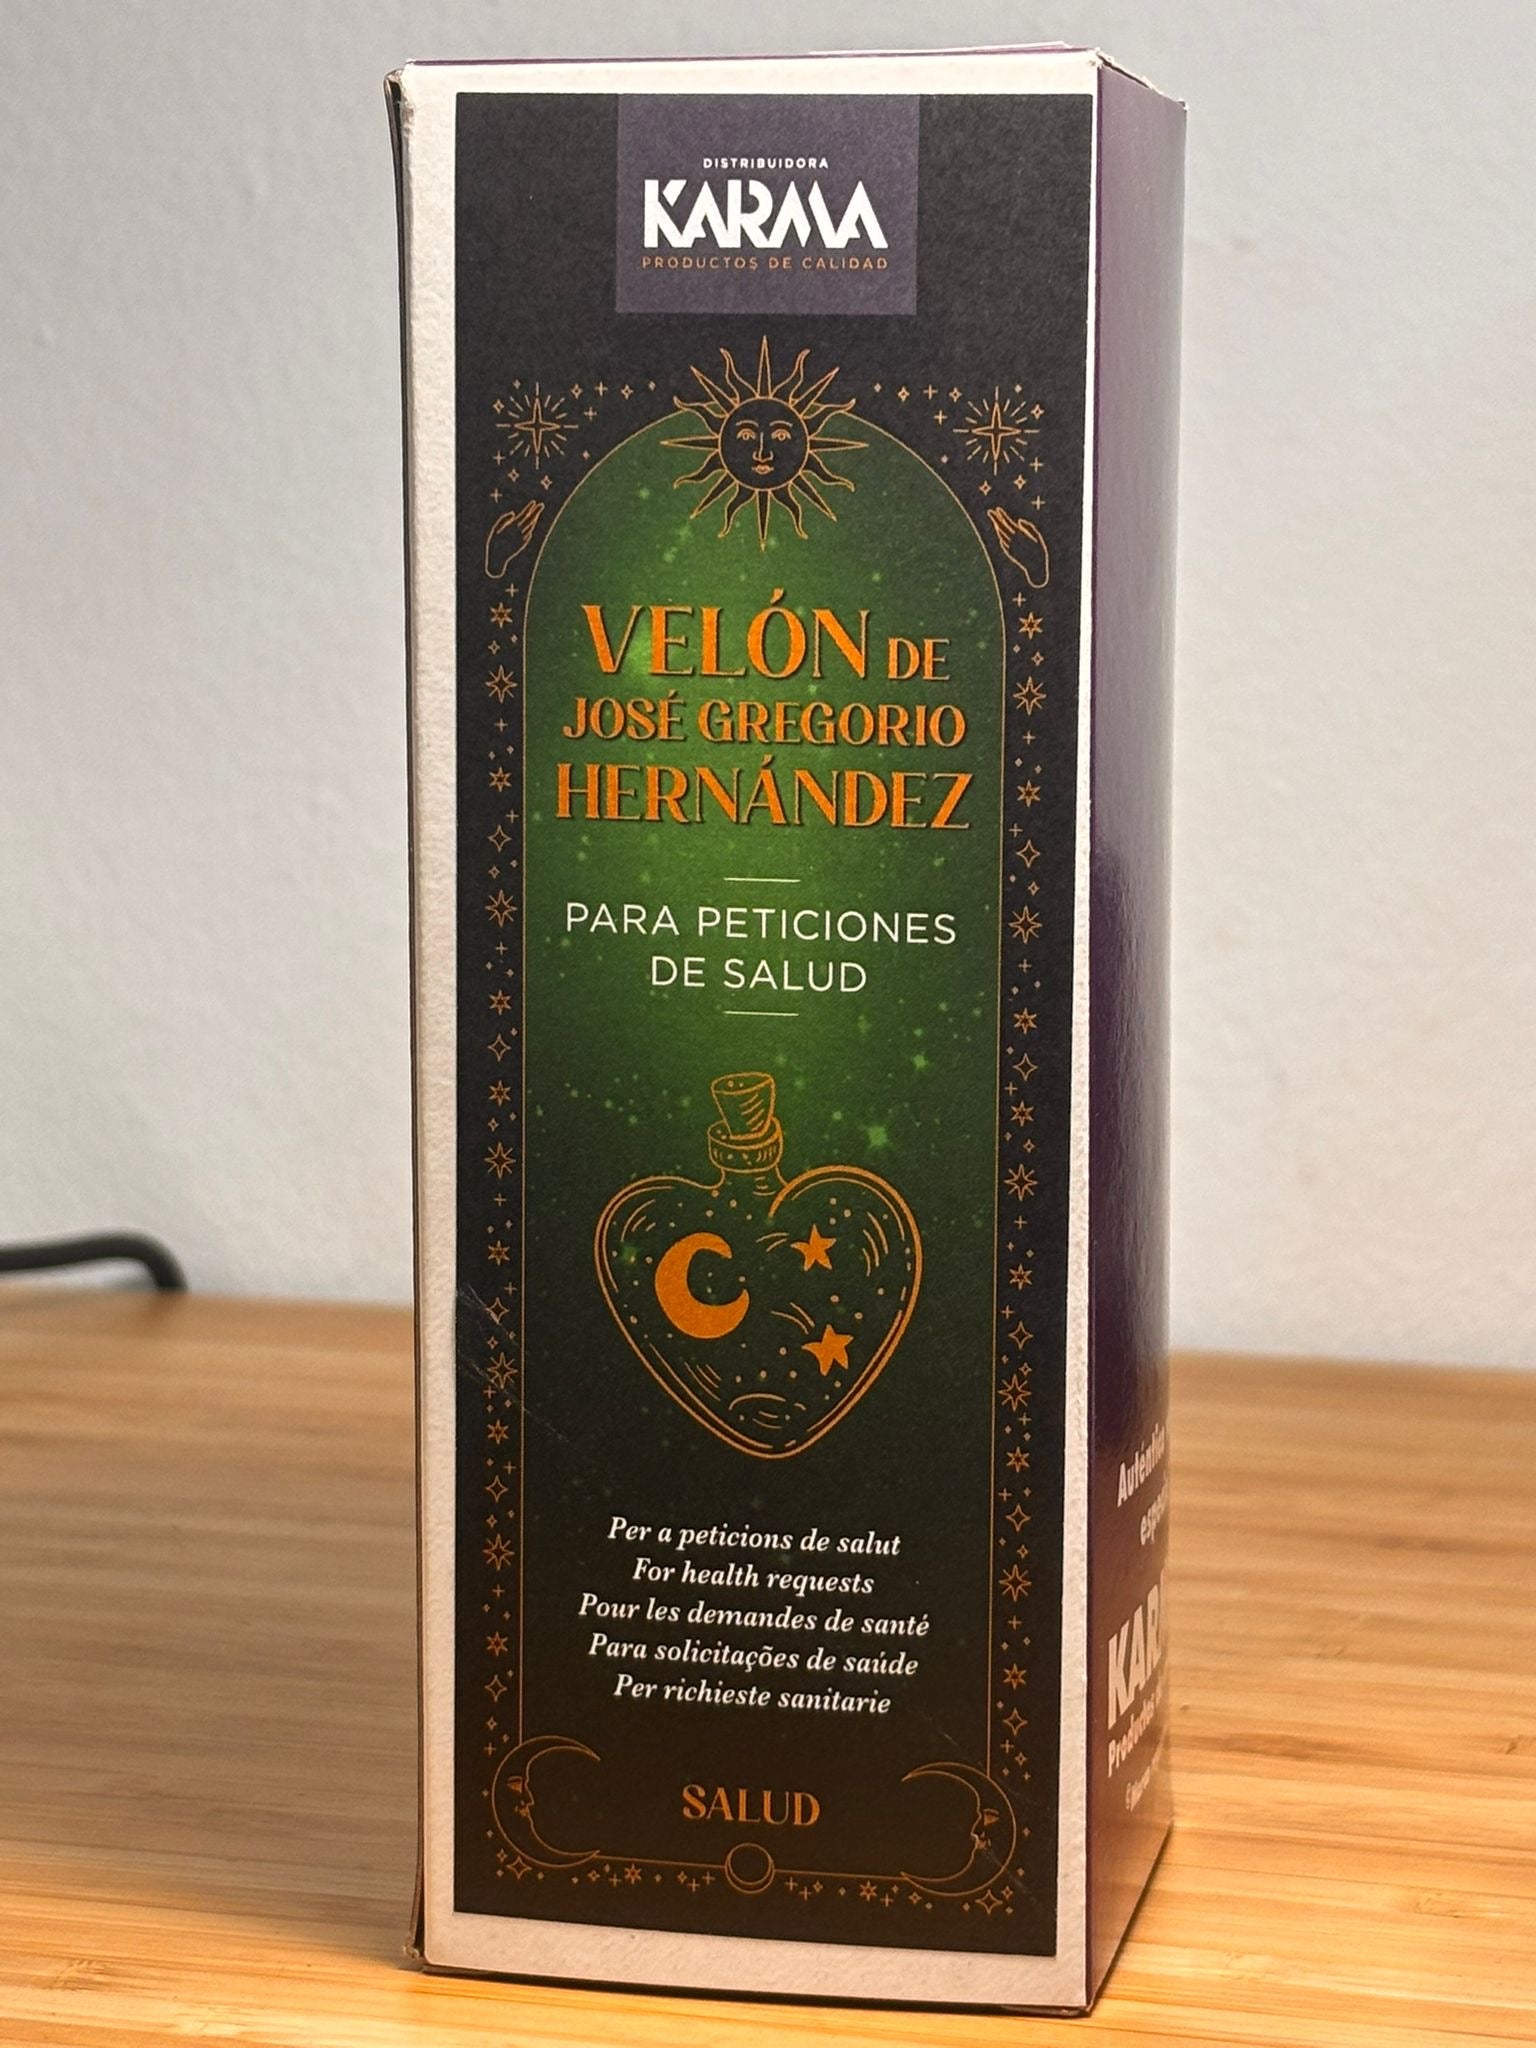 DISTRIBUIDORA
KARMA
PRODUCTOS DE CALIDAD
VELÓN DE
JOSÉ GREGORIO
HERNÁNDEZ
PARA PETICIONES
DE SALUD
Per a peticions de salut
For health requests
Pour les demandes de santé
Para solicitações de saúde
Per richieste sanitarie
SALUD